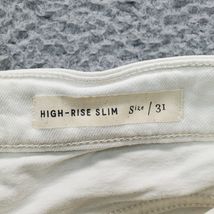 HIGH-RISE SLIM Size / 31